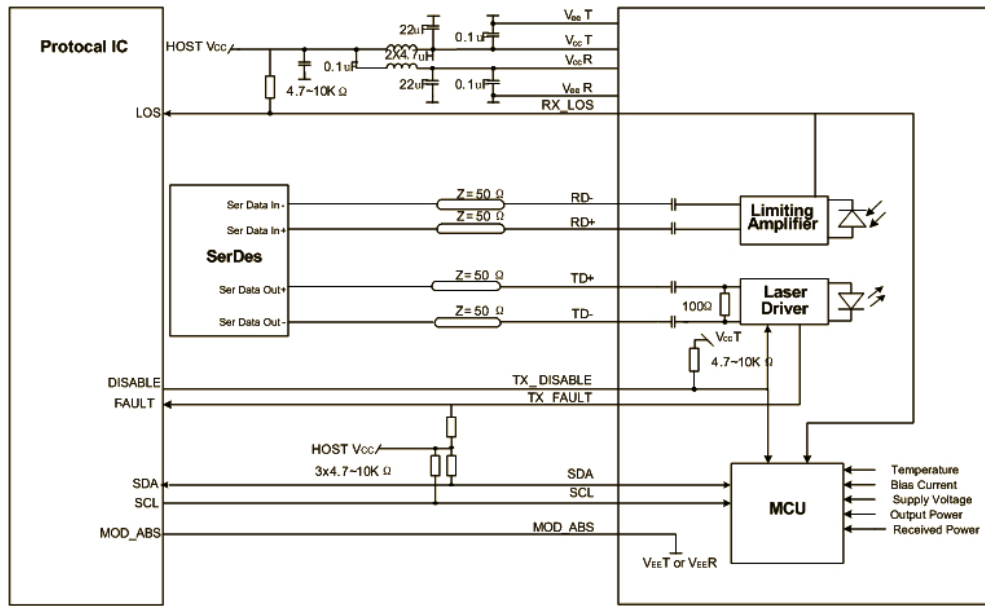 Protocal IC
HOST Vcc
22uF
0.1uF
Vee T
Vcc T
2X4.7uH
0.1uF
Vcc R
4.7~10K Ω
22uF
0.1uF
Vee R
LOS
RX_LOS
Ser Data In-
Z= 50 Ω
RD-
Ser Data In+
Z= 50 Ω
RD+
Limiting
Amplifier
SerDes
Ser Data Out+
Z= 50 Ω
TD+
Ser Data Out-
Z= 50 Ω
TD-
100Ω
Laser
Driver
VccT
4.7~10K Ω
DISABLE
TX_DISABLE
FAULT
TX_FAULT
HOST Vcc
3x4.7~10K Ω
SDA
SDA
SCL
SCL
MCU
Temperature
Bias Current
Supply Voltage
Output Power
Received Power
MOD_ABS
MOD_ABS
VEET or VEER